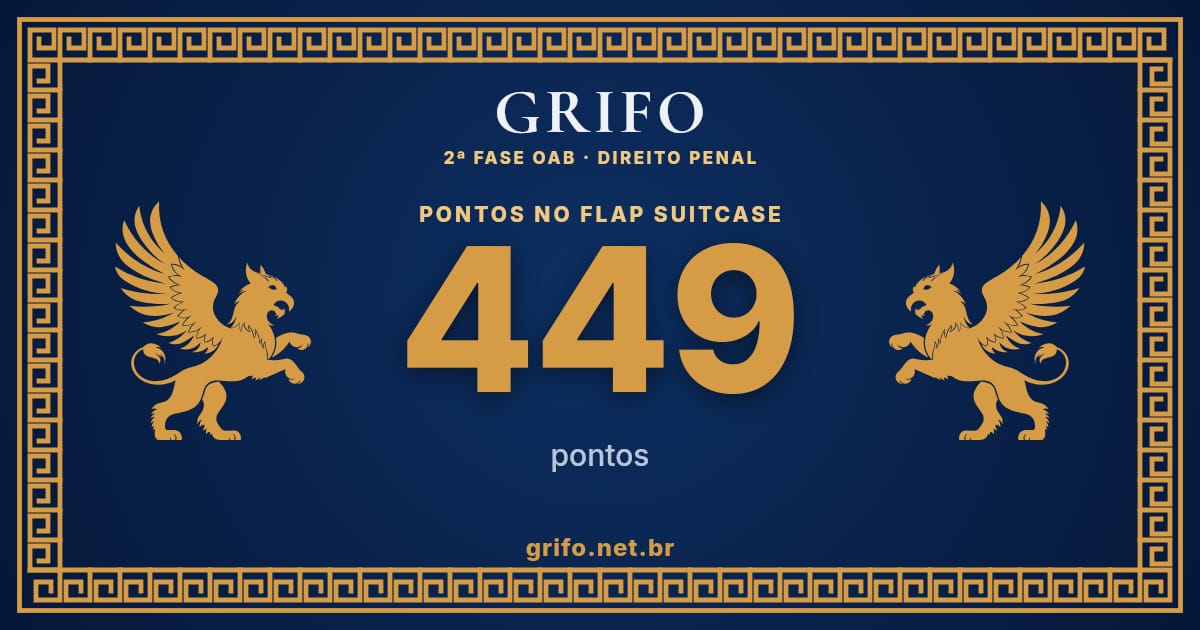 GRIFO
2ª FASE OAB · DIREITO PENAL
PONTOS NO FLAP SUITCASE
449
pontos
grifo.net.br